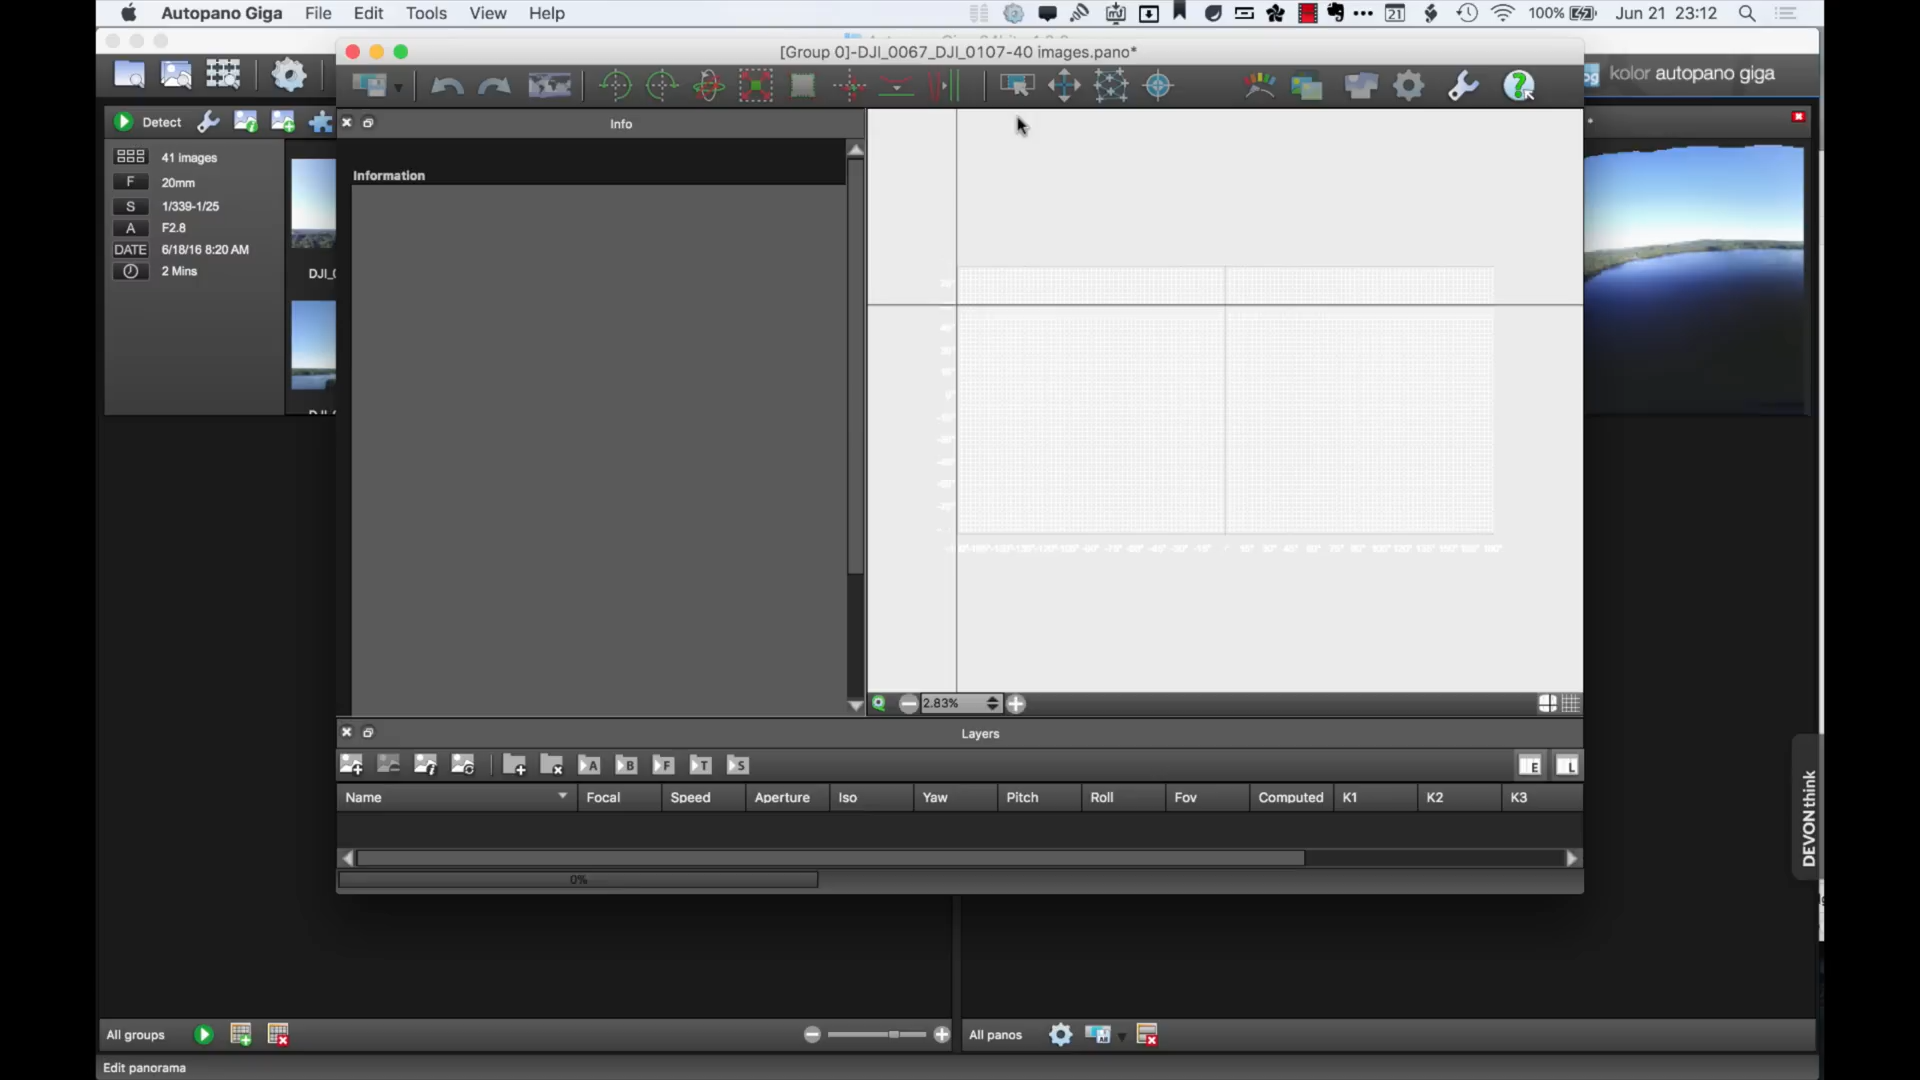 Autopano Giga File Edit Tools View Help
21 100% Jun 21 23:12
[Group 0]-DJI_0067_DJI_0107-40 images.pano*
kolor autopano giga
Detect
Info
41 images
F 20mm
S 1/339-1/25
A F2.8
DATE 6/18/16 8:20 AM
2 Mins
Information
2.83%
Layers
A B F T S E L
Name Focal Speed Aperture Iso Yaw Pitch Roll Fov Computed K1 K2 K3
0%
DEVONthink
All groups
All panos
Edit panorama